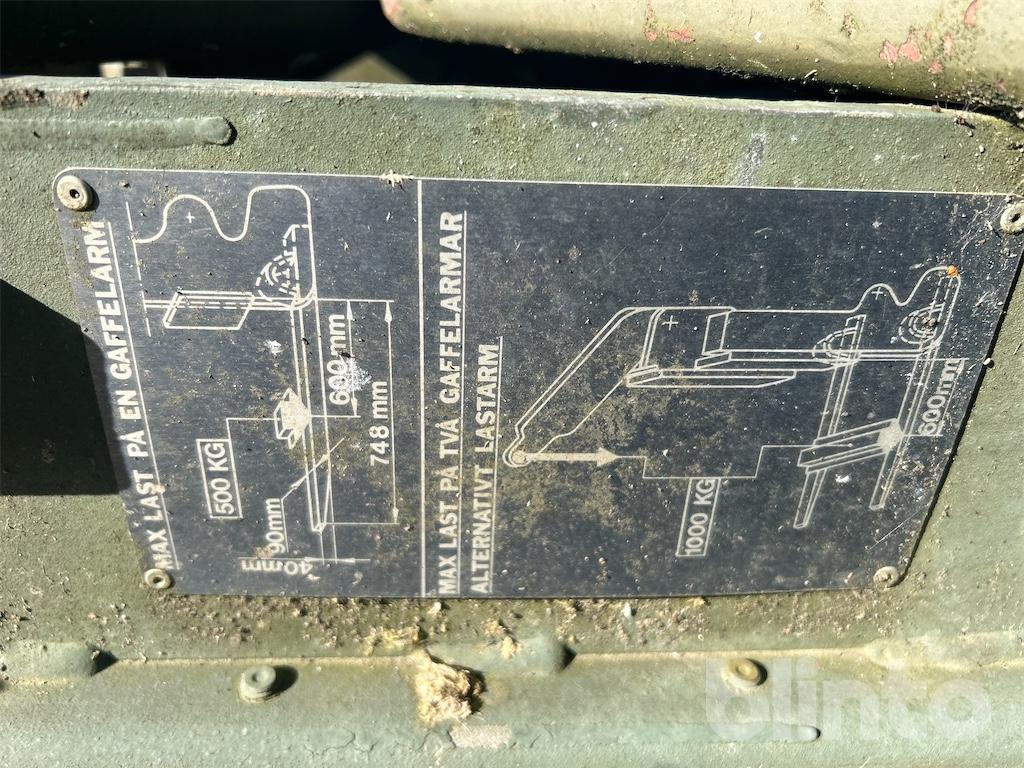 MAX LAST PÅ EN GAFFELARM
500 KG
600 mm
748 mm
90mm
40mm
MAX LAST PÅ TVÅ GAFFELARMAR
ALTERNATIVT LASTARM
1000 KG
600mm
blinto